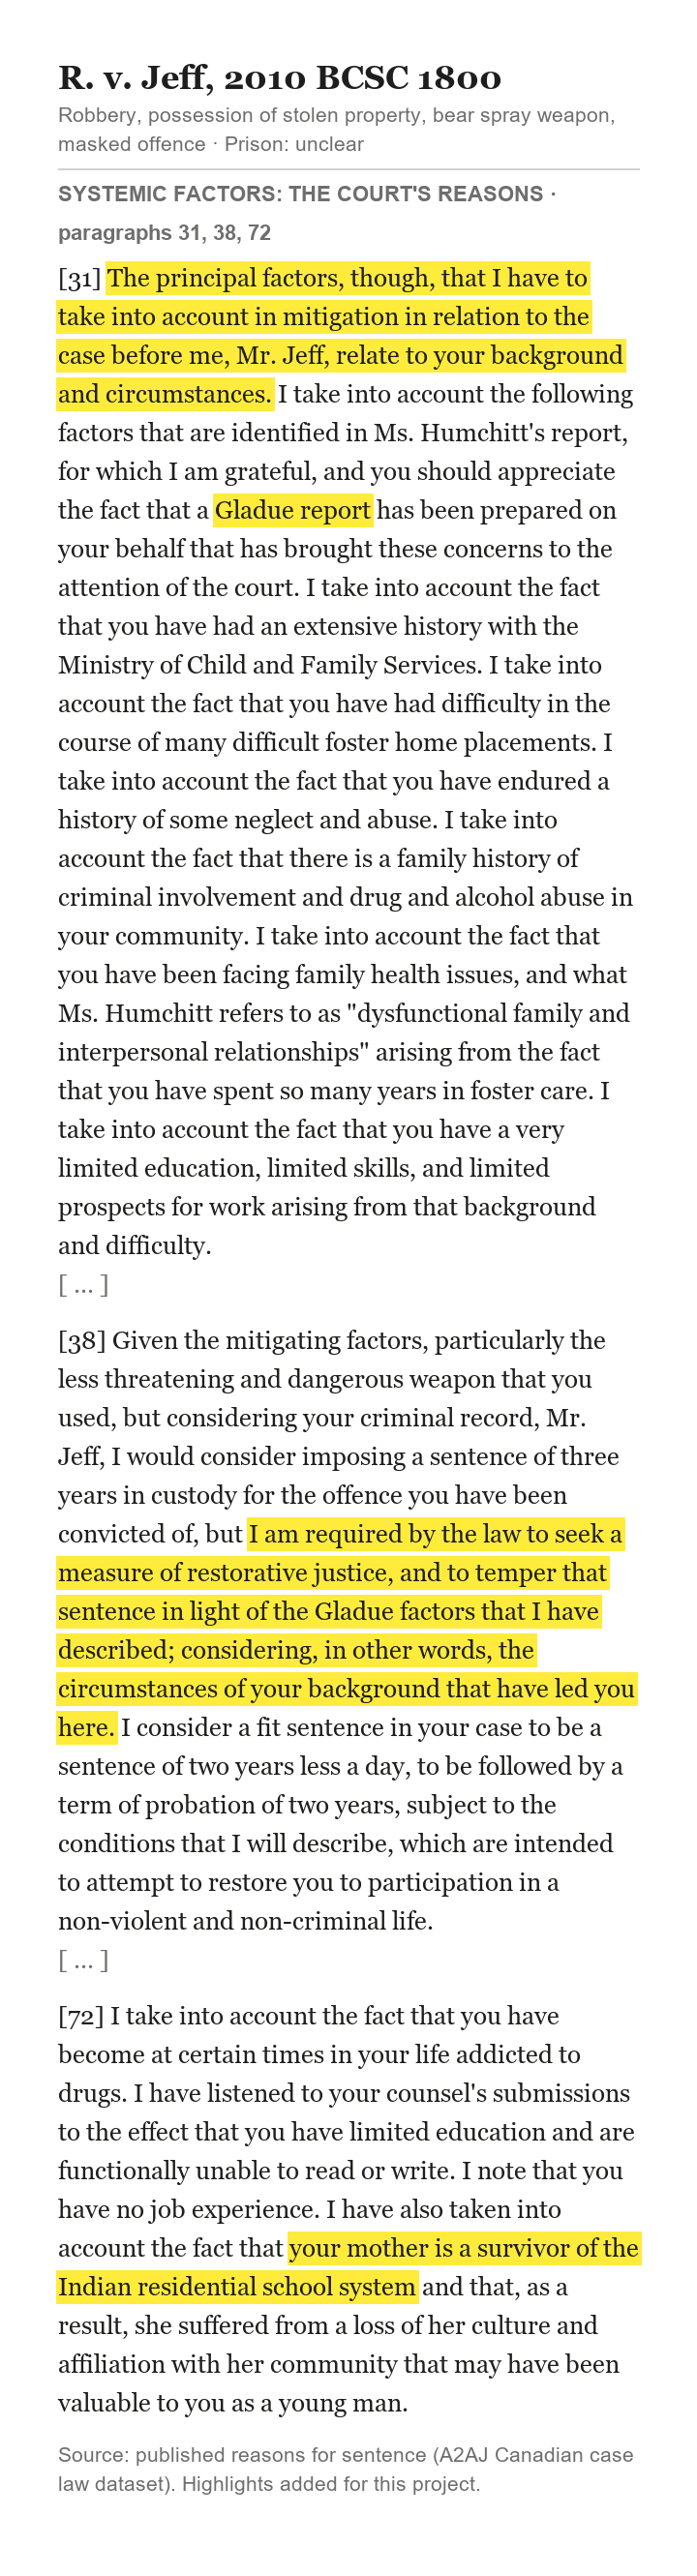 R. v. Jeff, 2010 BCSC 1800
Robbery, possession of stolen property, bear spray weapon,
masked offence · Prison: unclear
SYSTEMIC FACTORS: THE COURT'S REASONS ·
paragraphs 31, 38, 72
[31] The principal factors, though, that I have to
take into account in mitigation in relation to the
case before me, Mr. Jeff, relate to your background
and circumstances. I take into account the following
factors that are identified in Ms. Humchitt's report,
for which I am grateful, and you should appreciate
the fact that a Gladue report has been prepared on
your behalf that has brought these concerns to the
attention of the court. I take into account the fact
that you have had an extensive history with the
Ministry of Child and Family Services. I take into
account the fact that you have had difficulty in the
course of many difficult foster home placements. I
take into account the fact that you have endured a
history of some neglect and abuse. I take into
account the fact that there is a family history of
criminal involvement and drug and alcohol abuse in
your community. I take into account the fact that
you have been facing family health issues, and what
Ms. Humchitt refers to as "dysfunctional family and
interpersonal relationships" arising from the fact
that you have spent so many years in foster care. I
take into account the fact that you have a very
limited education, limited skills, and limited
prospects for work arising from that background
and difficulty.
[ ... ]
[38] Given the mitigating factors, particularly the
less threatening and dangerous weapon that you
used, but considering your criminal record, Mr.
Jeff, I would consider imposing a sentence of three
years in custody for the offence you have been
convicted of, but I am required by the law to seek a
measure of restorative justice, and to temper that
sentence in light of the Gladue factors that I have
described; considering, in other words, the
circumstances of your background that have led you
here. I consider a fit sentence in your case to be a
sentence of two years less a day, to be followed by a
term of probation of two years, subject to the
conditions that I will describe, which are intended
to attempt to restore you to participation in a
non-violent and non-criminal life.
[ ... ]
[72] I take into account the fact that you have
become at certain times in your life addicted to
drugs. I have listened to your counsel's submissions
to the effect that you have limited education and are
functionally unable to read or write. I note that you
have no job experience. I have also taken into
account the fact that your mother is a survivor of the
Indian residential school system and that, as a
result, she suffered from a loss of her culture and
affiliation with her community that may have been
valuable to you as a young man.
Source: published reasons for sentence (A2AJ Canadian case
law dataset). Highlights added for this project.